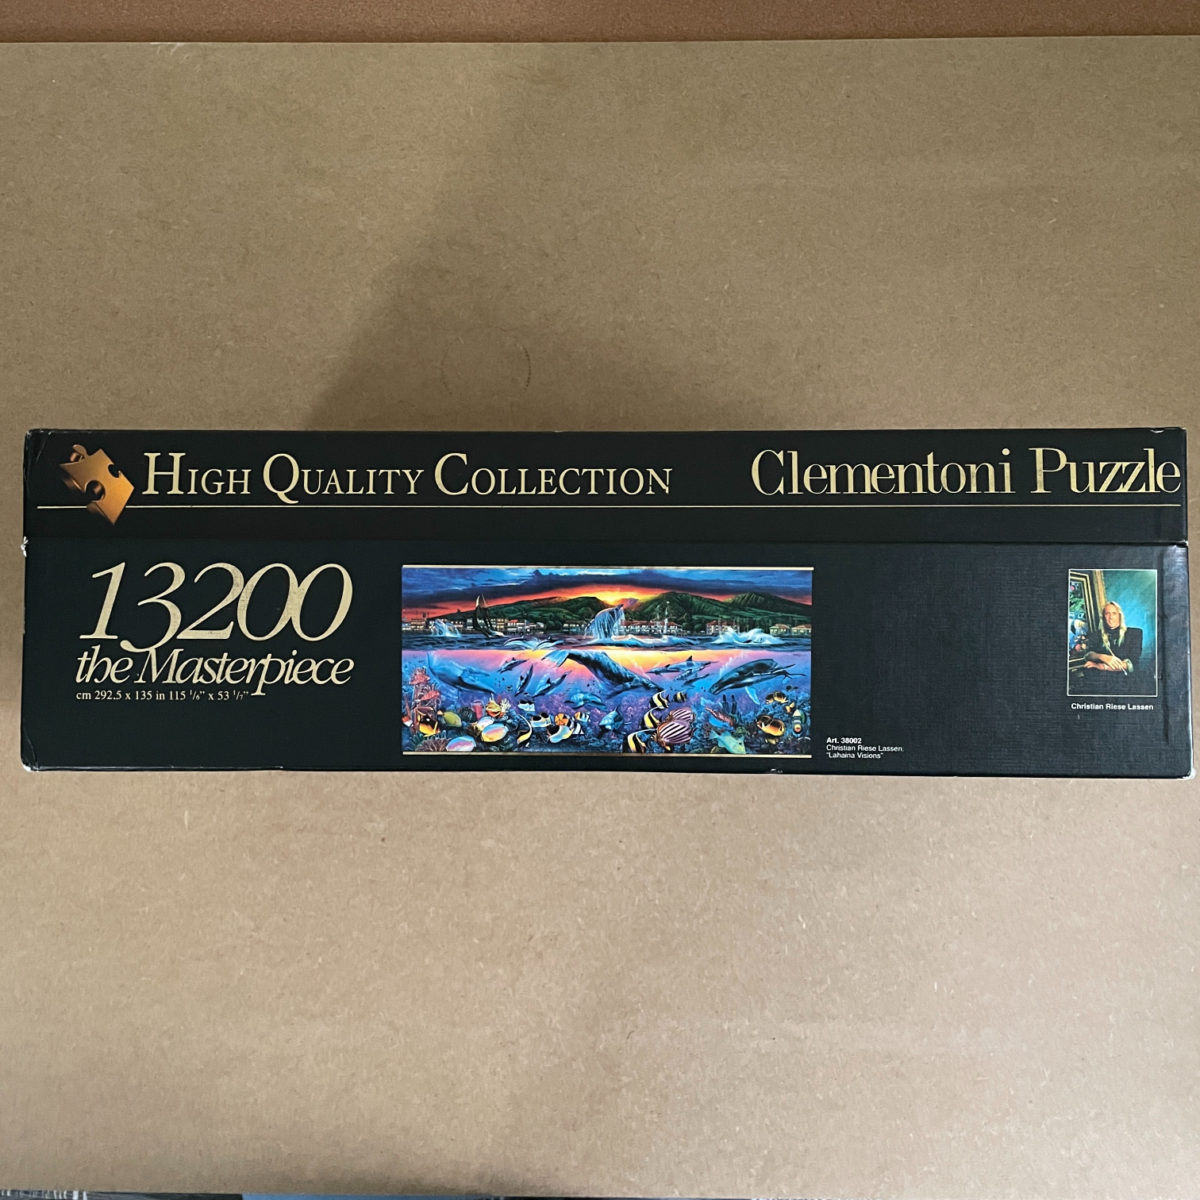 HIGH QUALITY COLLECTION
Clementoni Puzzle
13200
the Masterpiece
cm 292.5 x 135 in 115 1/6" x 53 1/7"
Art. 38002
Christian Riese Lassen:
"Lahaina Visions"
Christian Riese Lassen